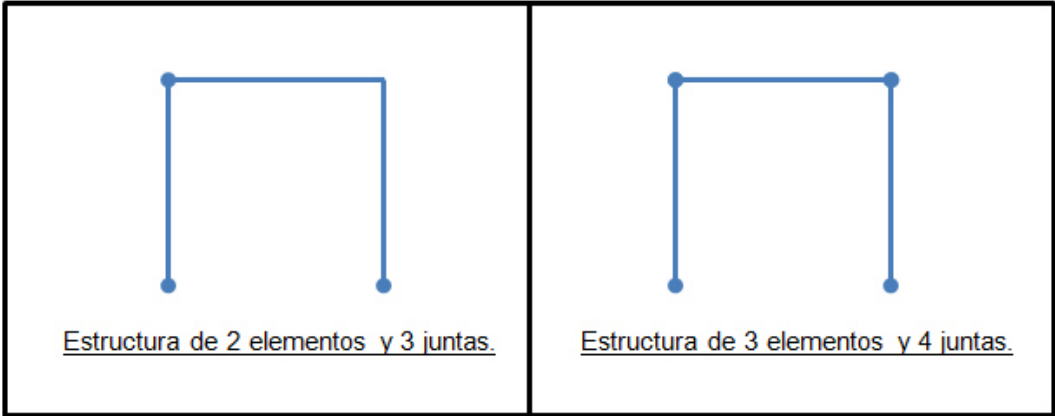 Estructura de 2 elementos y 3 juntas.
Estructura de 3 elementos y 4 juntas.